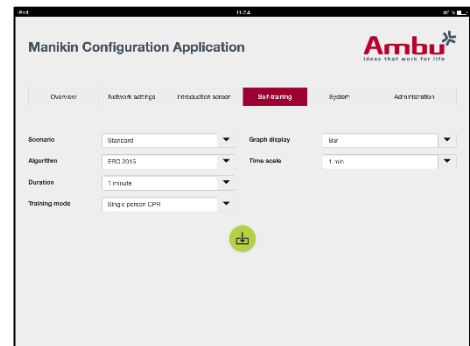 iPad 11:04
Manikin Configuration Application
Ambu
Ideas that work for life
Overview Network settings Introduction screen Self-training System Administration
Scenario Standard Graph display Bar
Algorithm ERC 2015 Time scale 1 min
Duration 1 minute
Training mode Single person CPR